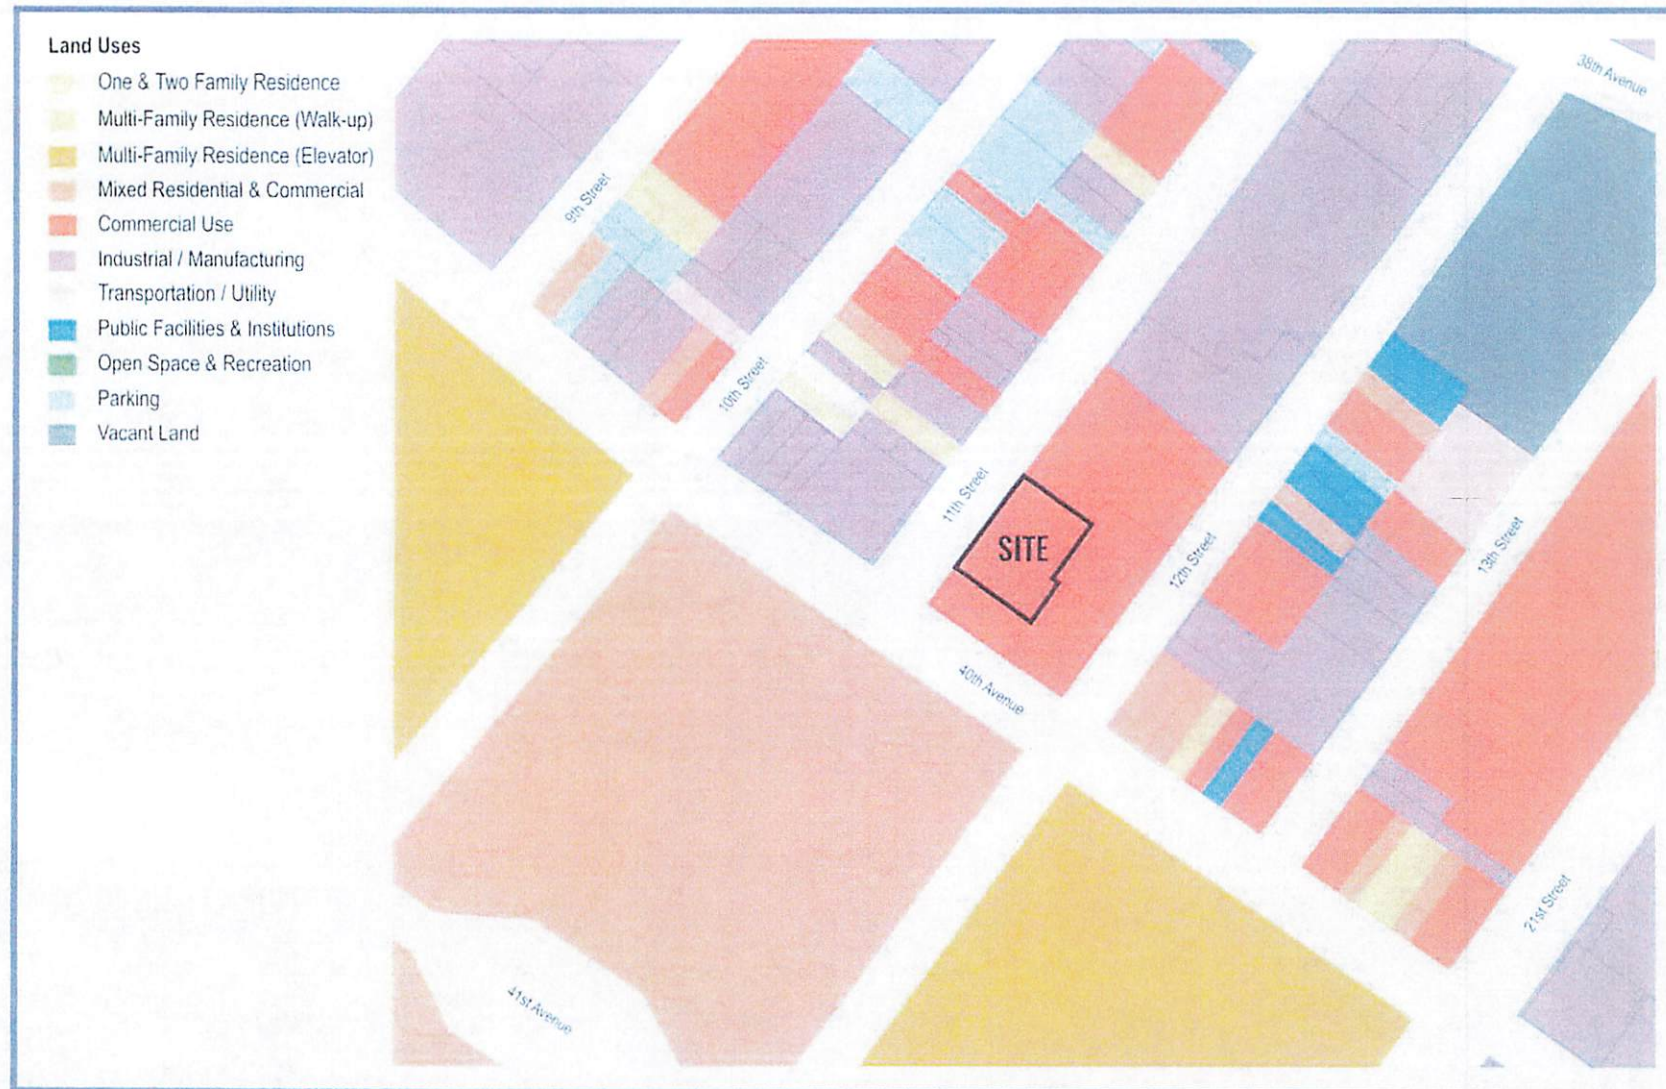 Land Uses
One & Two Family Residence
Multi-Family Residence (Walk-up)
Multi-Family Residence (Elevator)
Mixed Residential & Commercial
Commercial Use
Industrial / Manufacturing
Transportation / Utility
Public Facilities & Institutions
Open Space & Recreation
Parking
Vacant Land
38th Avenue
9th Street
10th Street
11th Street
SITE
12th Street
13th Street
40th Avenue
21st Street
41st Avenue